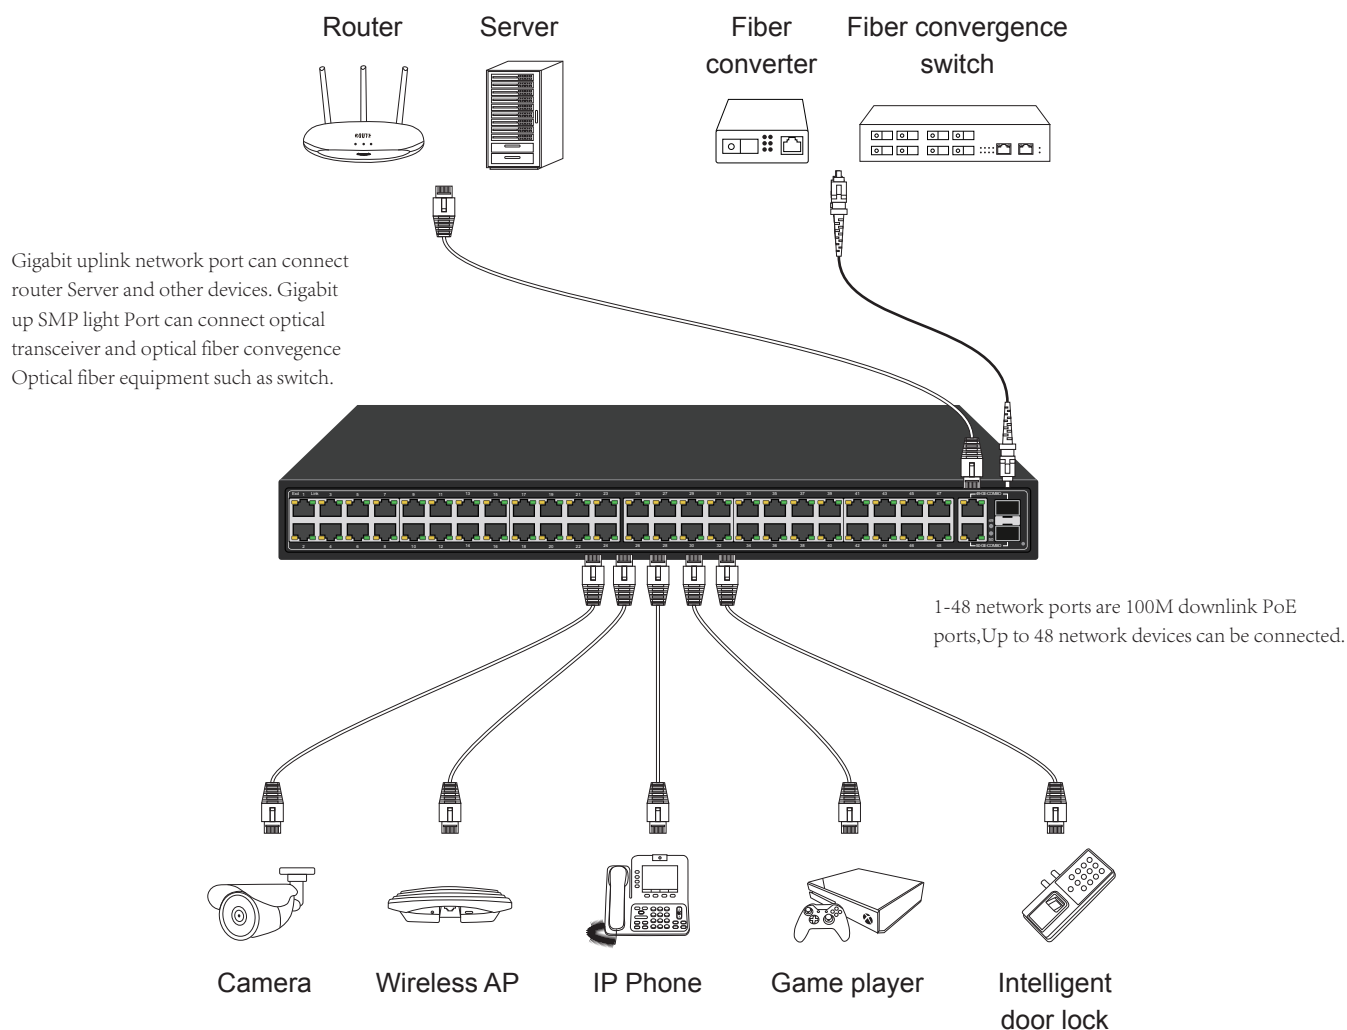 Router
Server
Fiber
converter
Fiber convergence
switch
Gigabit uplink network port can connect
router Server and other devices. Gigabit
up SMP light Port can connect optical
transceiver and optical fiber convegence
Optical fiber equipment such as switch.
1-48 network ports are 100M downlink PoE
ports,Up to 48 network devices can be connected.
Camera
Wireless AP
IP Phone
Game player
Intelligent
door lock